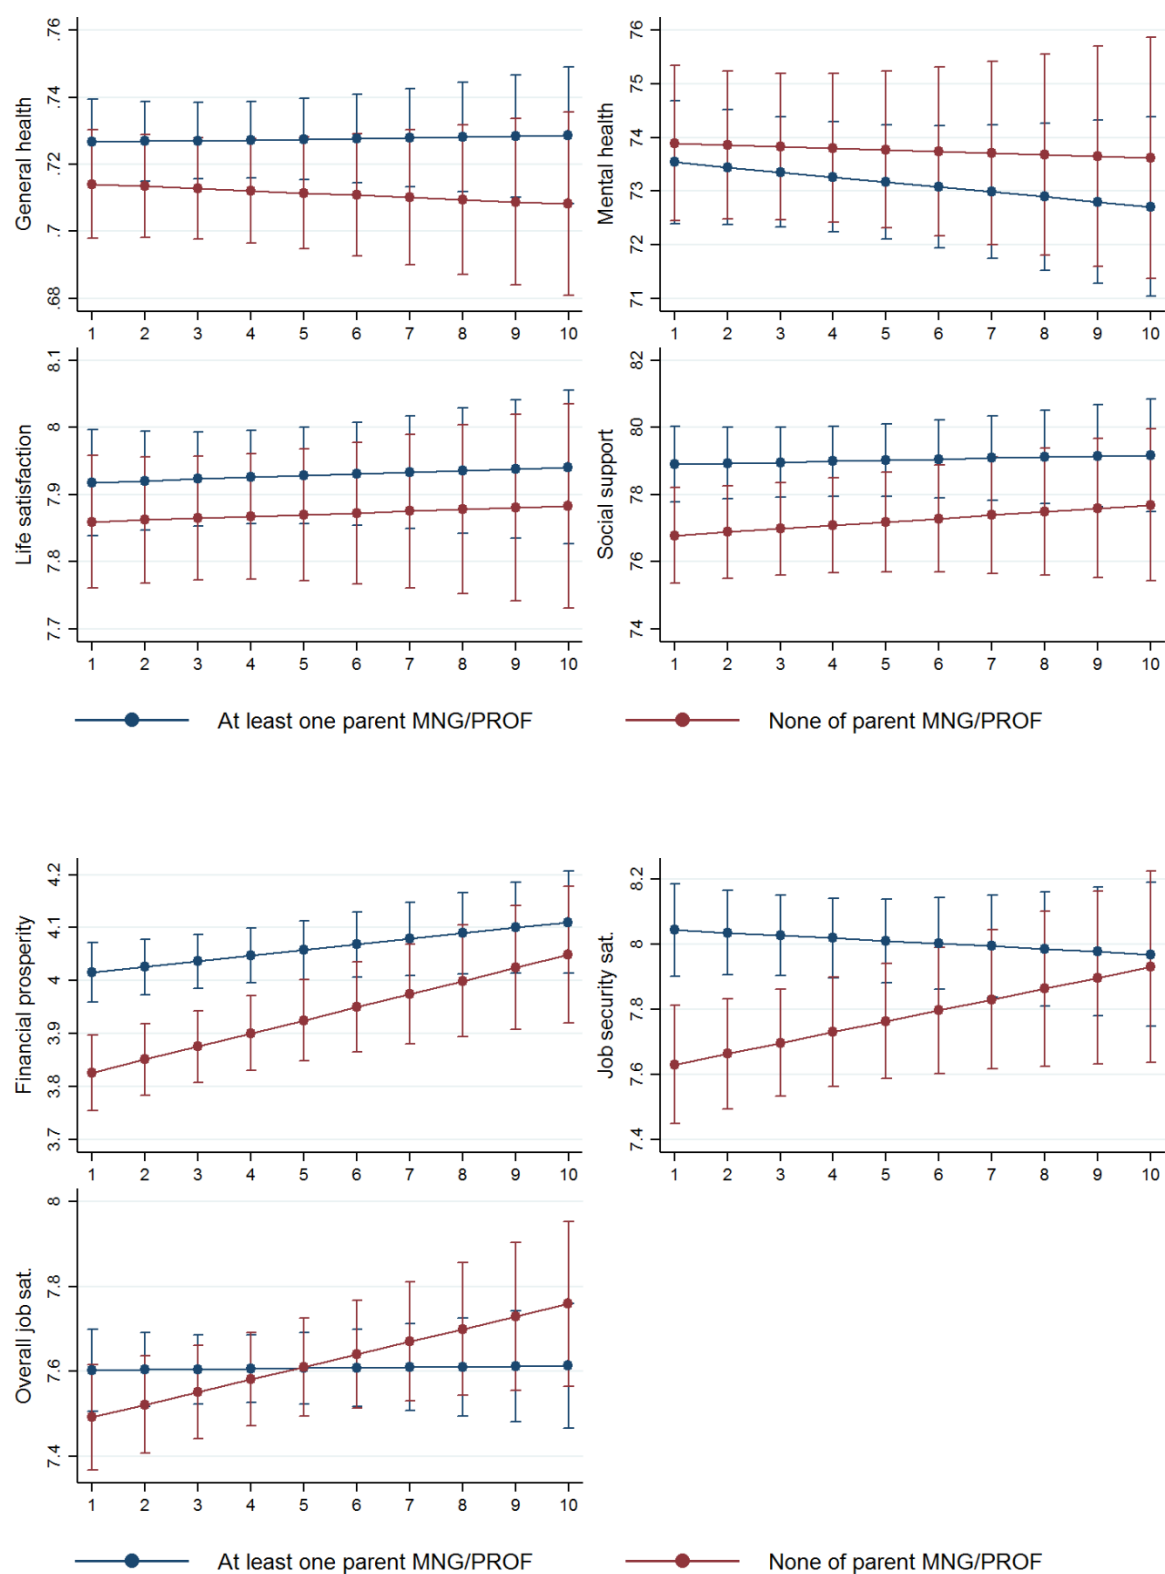 General health
.76
.74
.72
.7
.68
1 2 3 4 5 6 7 8 9 10
Mental health
76
75
74
73
72
71
1 2 3 4 5 6 7 8 9 10
Life satisfaction
8.1
8
7.9
7.8
7.7
1 2 3 4 5 6 7 8 9 10
Social support
82
80
78
76
74
1 2 3 4 5 6 7 8 9 10
At least one parent MNG/PROF
None of parent MNG/PROF
Financial prosperity
4.2
4.1
4
3.9
3.8
3.7
1 2 3 4 5 6 7 8 9 10
Job security sat.
8.2
8
7.8
7.6
7.4
1 2 3 4 5 6 7 8 9 10
Overall job sat.
8
7.8
7.6
7.4
1 2 3 4 5 6 7 8 9 10
At least one parent MNG/PROF
None of parent MNG/PROF